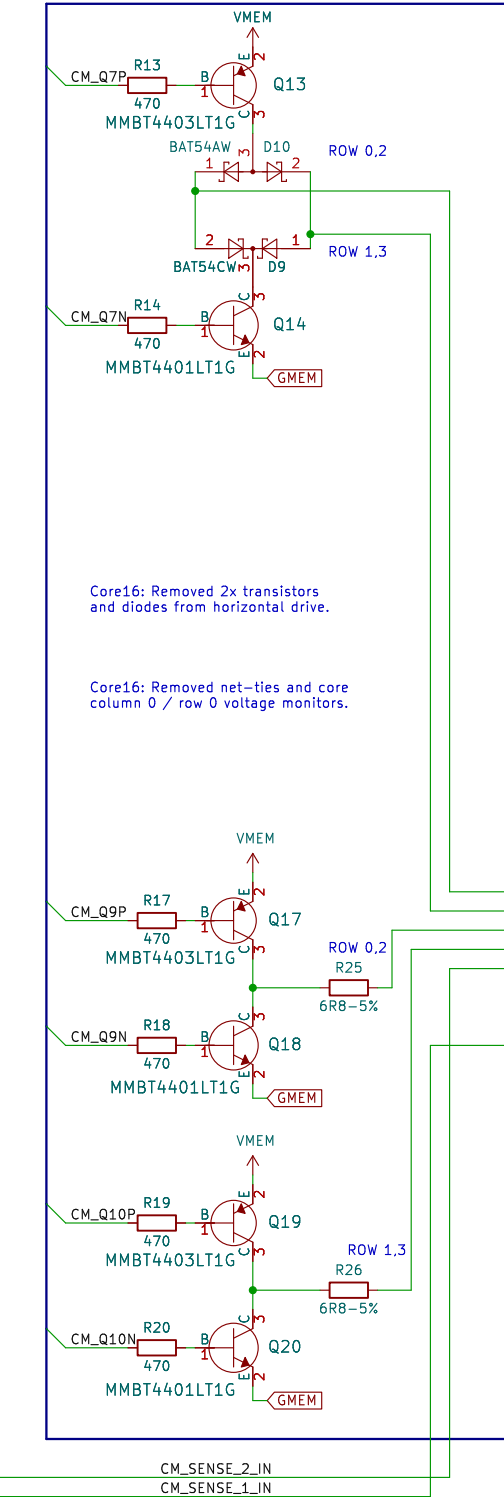 VMEM
E 2
CM_Q7P R13 B 1 Q13
470
C 3
MMBT4403LT1G
BAT54AW 3 D10
1 2
ROW 0,2
2 1
ROW 1,3
BAT54CW 3 D9
C 3
CM_Q7N R14 B 1 Q14
470
MMBT4401LT1G
E 2
GMEM
Core16: Removed 2x transistors
and diodes from horizontal drive.
Core16: Removed net-ties and core
column 0 / row 0 voltage monitors.
VMEM
E 2
CM_Q9P R17 B 1 Q17
470
C 3
MMBT4403LT1G
ROW 0,2
R25
6R8-5%
C 3
CM_Q9N R18 B 1 Q18
470
E 2
MMBT4401LT1G
GMEM
VMEM
E 2
CM_Q10P R19 B 1 Q19
470
C 3
MMBT4403LT1G
ROW 1,3
R26
6R8-5%
C 3
CM_Q10N R20 B 1 Q20
470
E 2
MMBT4401LT1G
GMEM
CM_SENSE_2_IN
CM_SENSE_1_IN